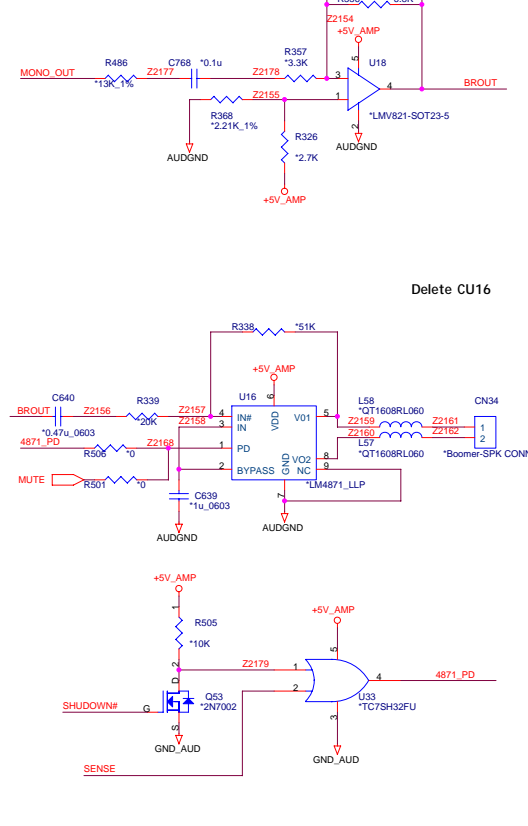 Z2154
+5V_AMP
R486
C768
*0.1u
R357
*3.3K
5
U18
MONO_OUT
Z2177
Z2178
3
4
BROUT
*13K_1%
Z2155
1
R368
*2.21K_1%
*LMV821-SOT23-5
R326
*2.7K
2
AUDGND
AUDGND
+5V_AMP
Delete CU16
R338
*51K
+5V_AMP
C640
R339
U16
6
L58
*QT1608RL060
CN34
BROUT
Z2156
Z2157
4
IN#
VDD
V01
5
Z2159
Z2161
1
*0.47u_0603
*20K
Z2158
3
IN
Z2160
Z2162
2
4871_PD
Z2168
1
PD
L57
R506
*0
VO2
8
*QT1608RL060
*Boomer-SPK CONN
MUTE
2
BYPASS
GND
NC
9
R501
*0
*LM4871_LLP
C639
*1u_0603
7
AUDGND
AUDGND
+5V_AMP
+5V_AMP
1
R505
*10K
5
2
Z2179
1
4
4871_PD
D
2
Q53
*2N7002
U33
*TC7SH32FU
SHUDOWN#
G
3
S
GND_AUD
GND_AUD
SENSE